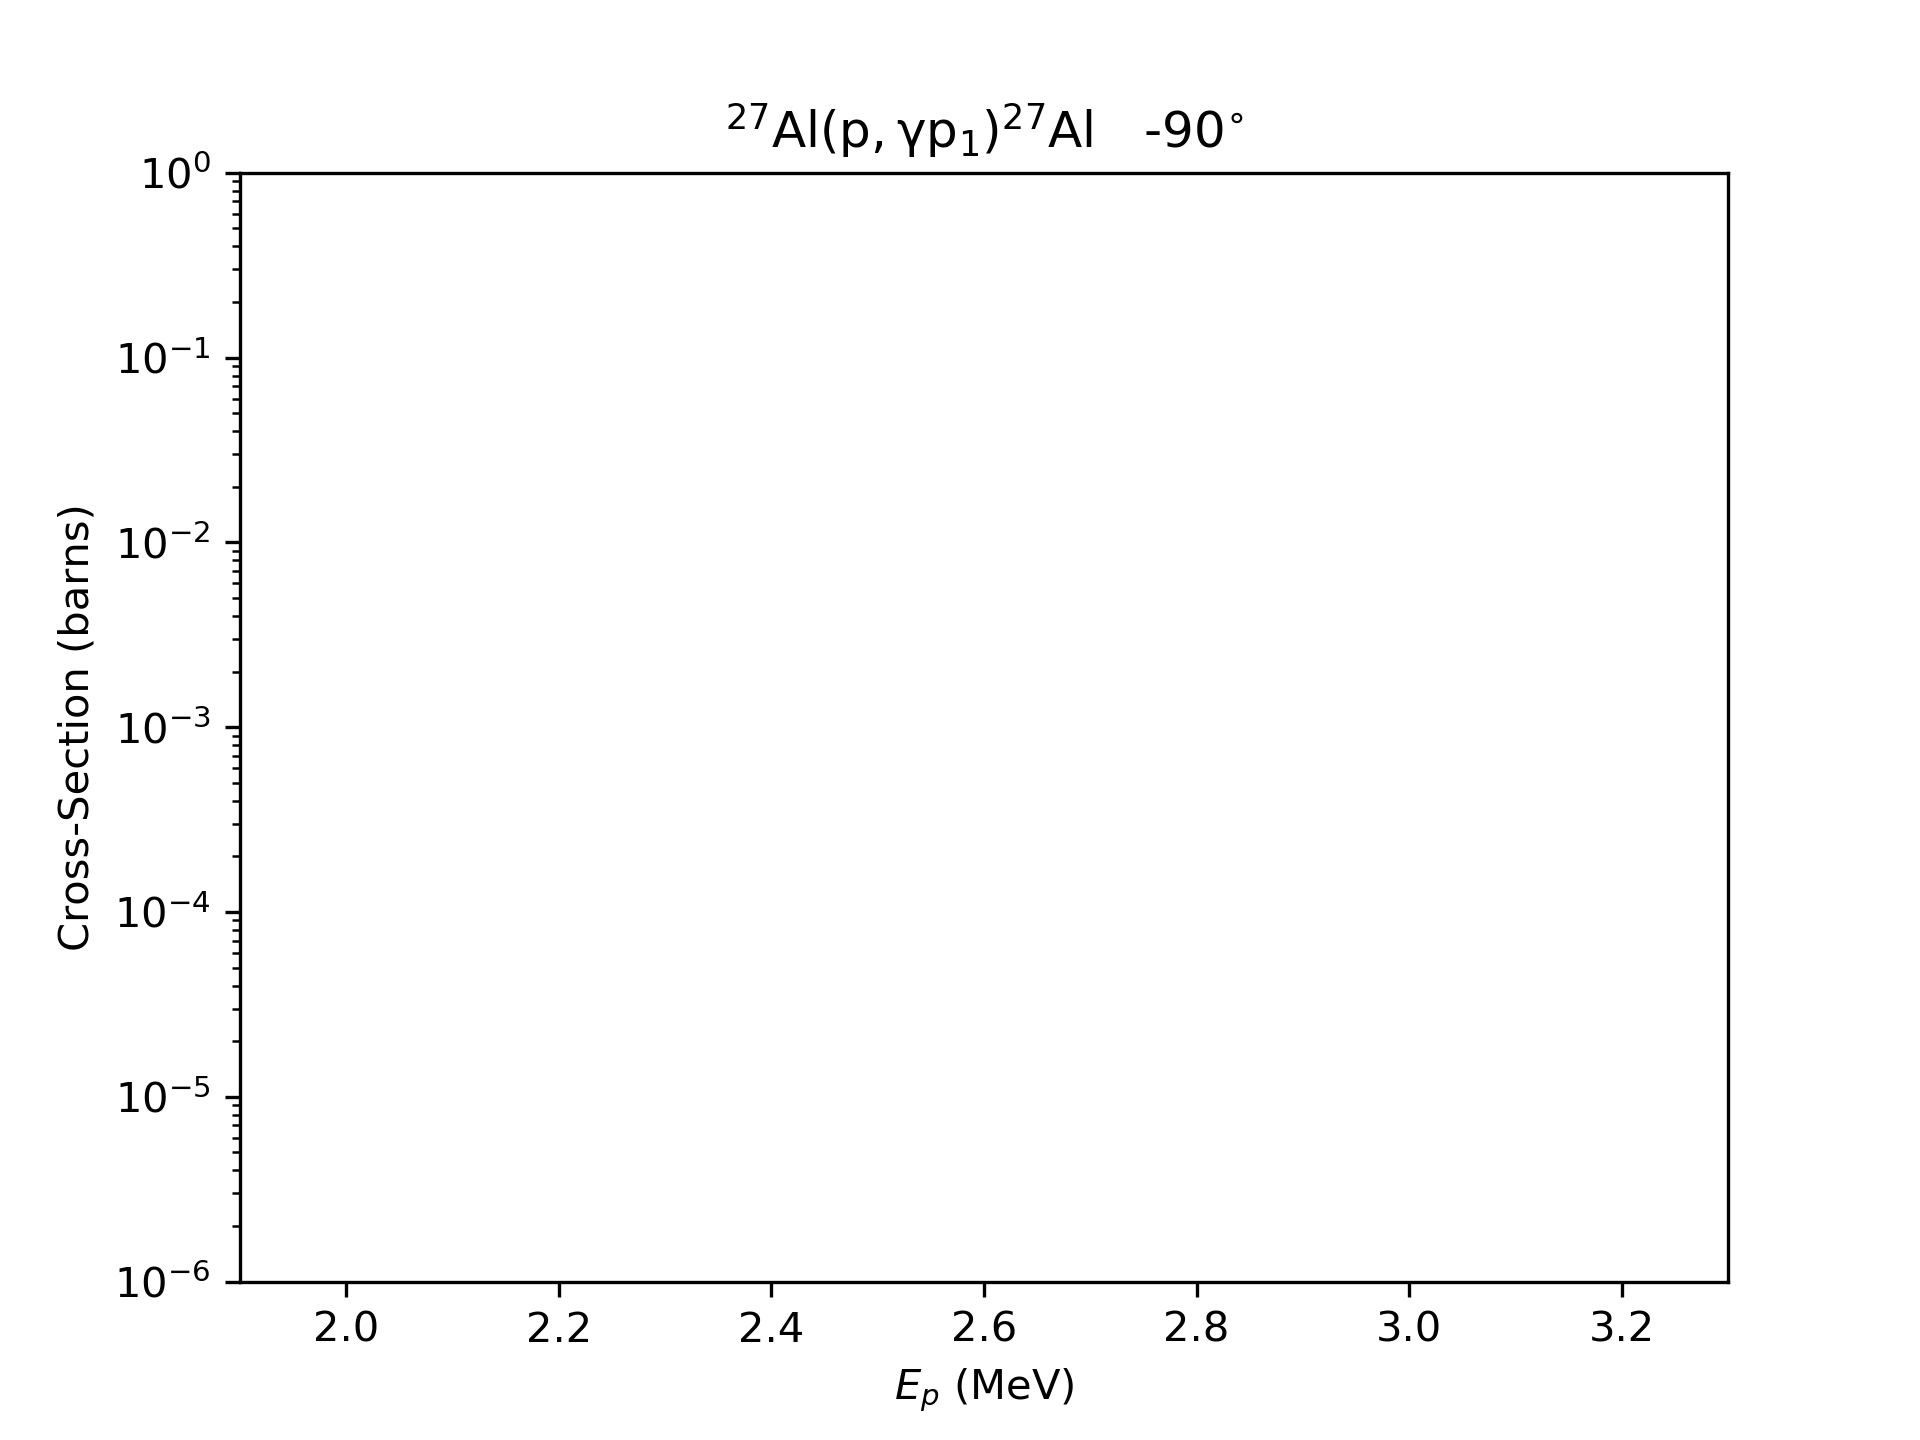 ²⁷Al(p, γp₁)²⁷Al -90°
10⁰
10⁻¹
10⁻²
10⁻³
10⁻⁴
10⁻⁵
10⁻⁶
Cross-Section (barns)
2.0 2.2 2.4 2.6 2.8 3.0 3.2
Eₚ (MeV)